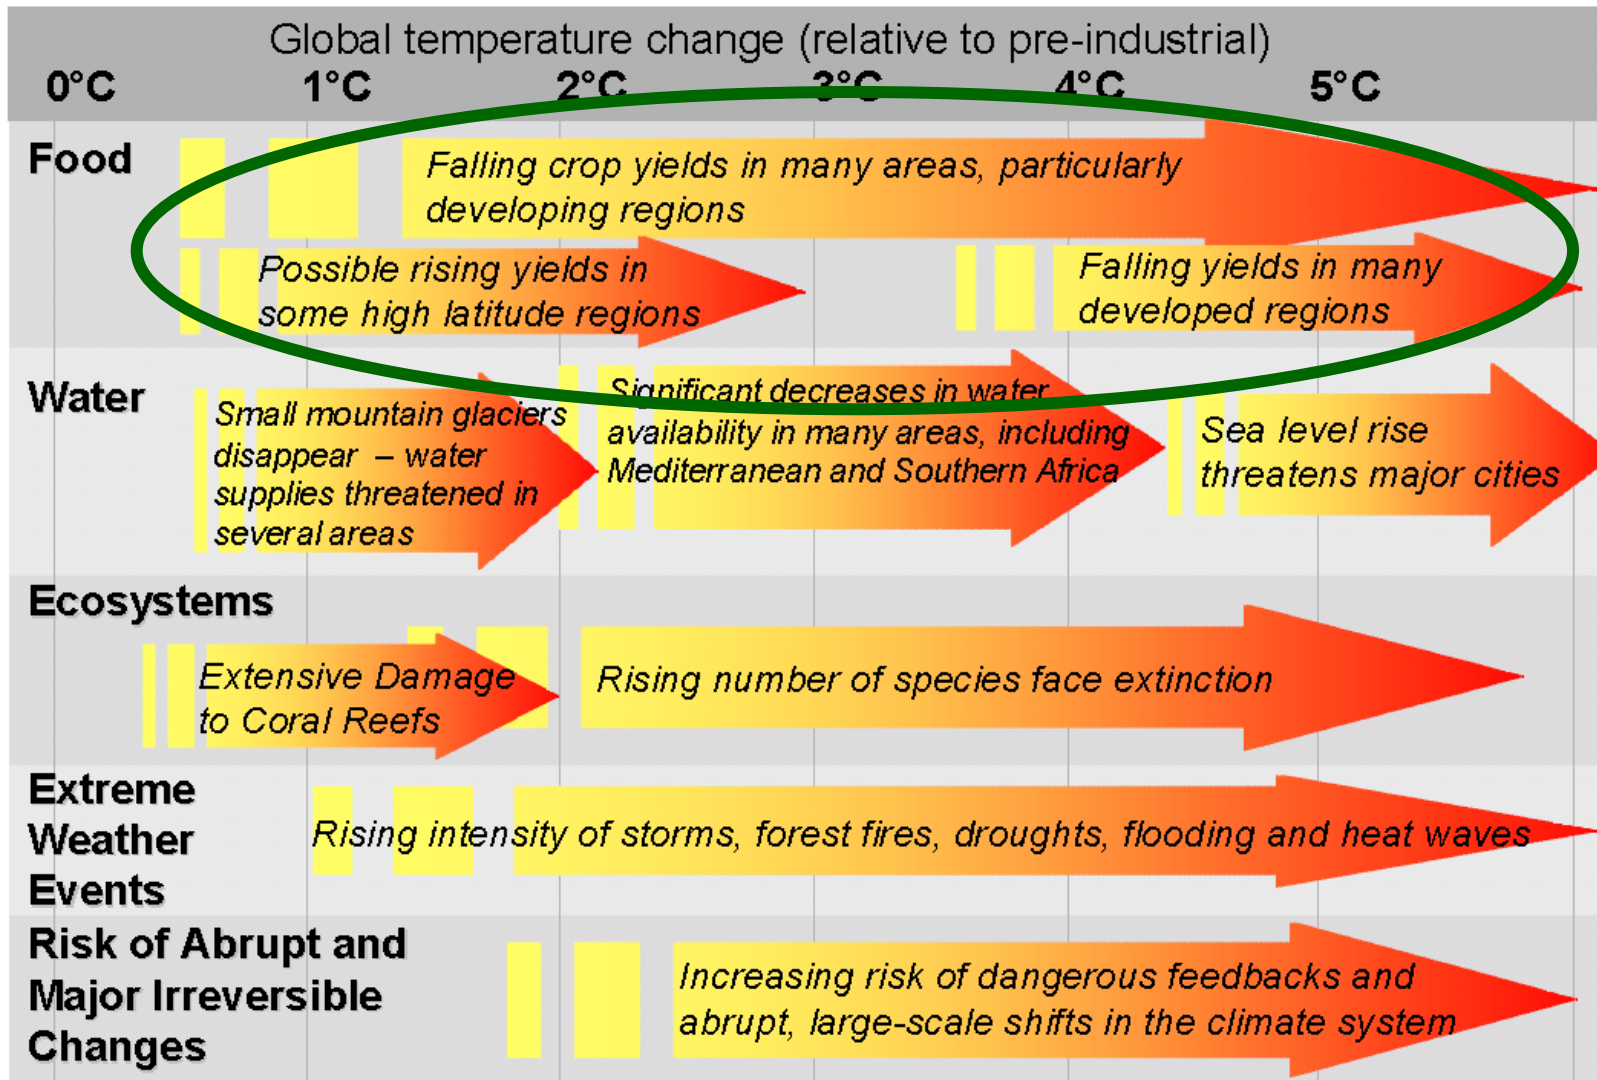 Global temperature change (relative to pre-industrial)
0°C 1°C 2°C 3°C 4°C 5°C
Food
Falling crop yields in many areas, particularly
developing regions
Possible rising yields in
some high latitude regions
Falling yields in many
developed regions
Water
Small mountain glaciers
disappear – water
supplies threatened in
several areas
Significant decreases in water
availability in many areas, including
Mediterranean and Southern Africa
Sea level rise
threatens major cities
Ecosystems
Extensive Damage
to Coral Reefs
Rising number of species face extinction
Extreme
Weather
Events
Rising intensity of storms, forest fires, droughts, flooding and heat waves
Risk of Abrupt and
Major Irreversible
Changes
Increasing risk of dangerous feedbacks and
abrupt, large-scale shifts in the climate system